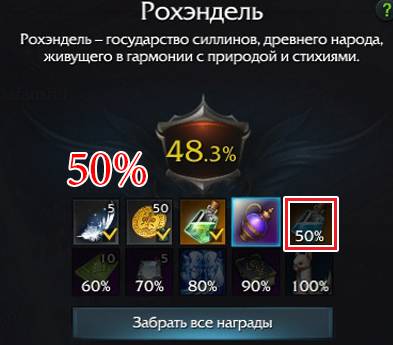 Рохэндель
?
Рохэндель – государство силлинов, древнего народа,
живущего в гармонии с природой и стихиями.
48.3%
50%
5 50 50%
10 5
60% 70% 80% 90% 100%
Забрать все награды